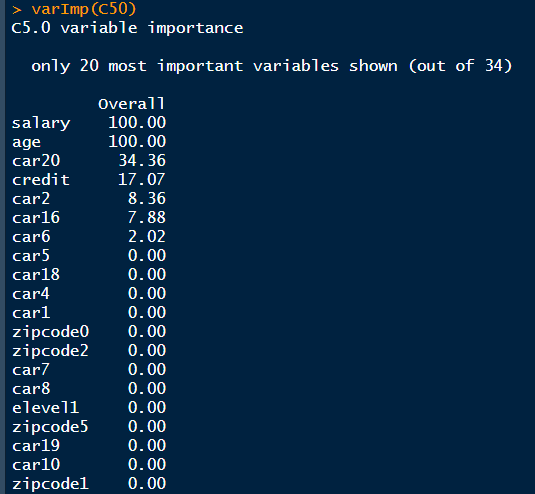 > varImp(C50)
C5.0 variable importance
only 20 most important variables shown (out of 34)
Overall
salary 100.00
age 100.00
car20 34.36
credit 17.07
car2 8.36
car16 7.88
car6 2.02
car5 0.00
car18 0.00
car4 0.00
car1 0.00
zipcode0 0.00
zipcode2 0.00
car7 0.00
car8 0.00
elevel1 0.00
zipcode5 0.00
car19 0.00
car10 0.00
zipcode1 0.00